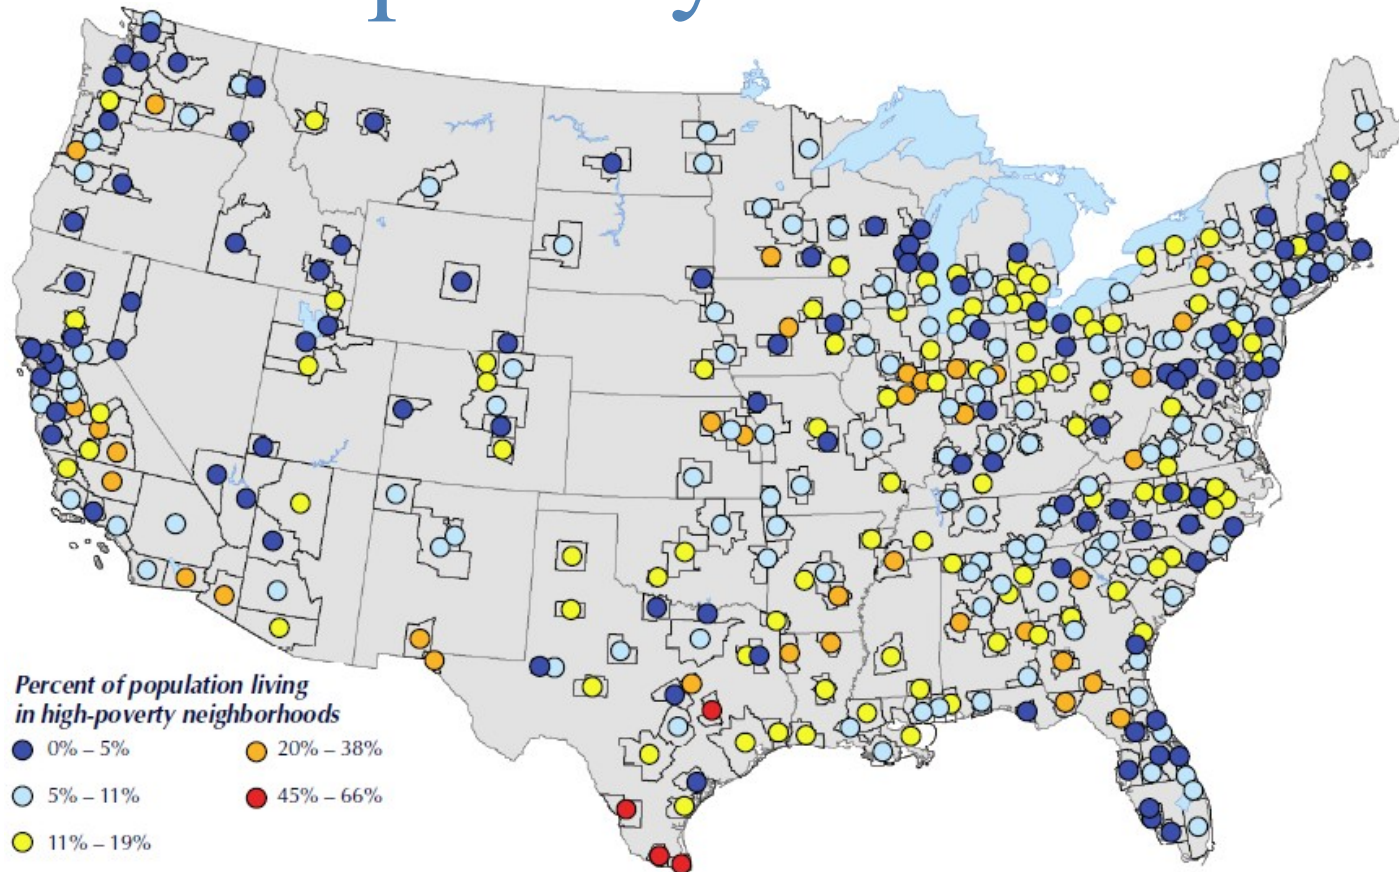 Percent of population living
in high-poverty neighborhoods
0% – 5%
5% – 11%
11% – 19%
20% – 38%
45% – 66%